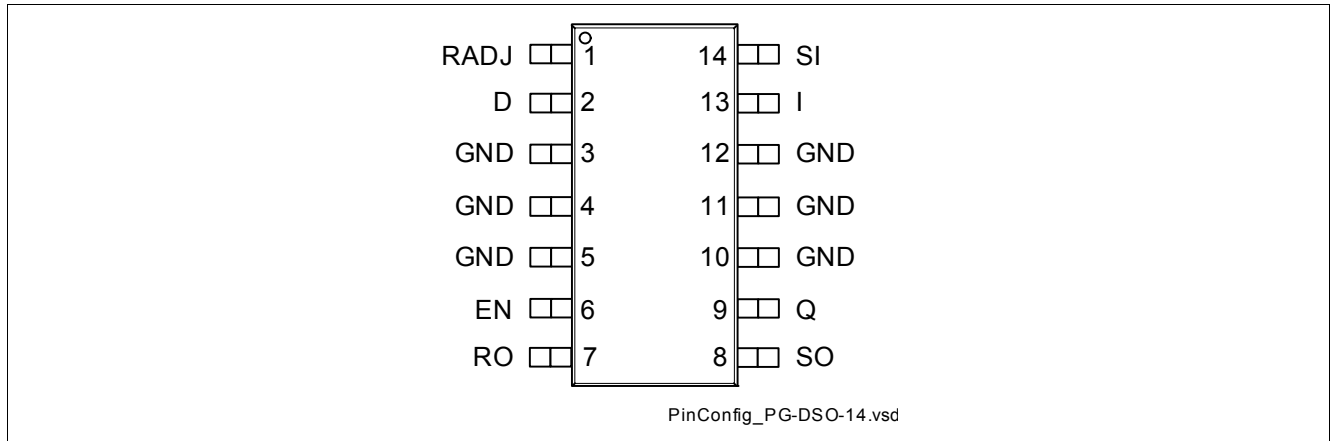 RADJ 1 14 SI
D 2 13 I
GND 3 12 GND
GND 4 11 GND
GND 5 10 GND
EN 6 9 Q
RO 7 8 SO
PinConfig_PG-DSO-14.vsd